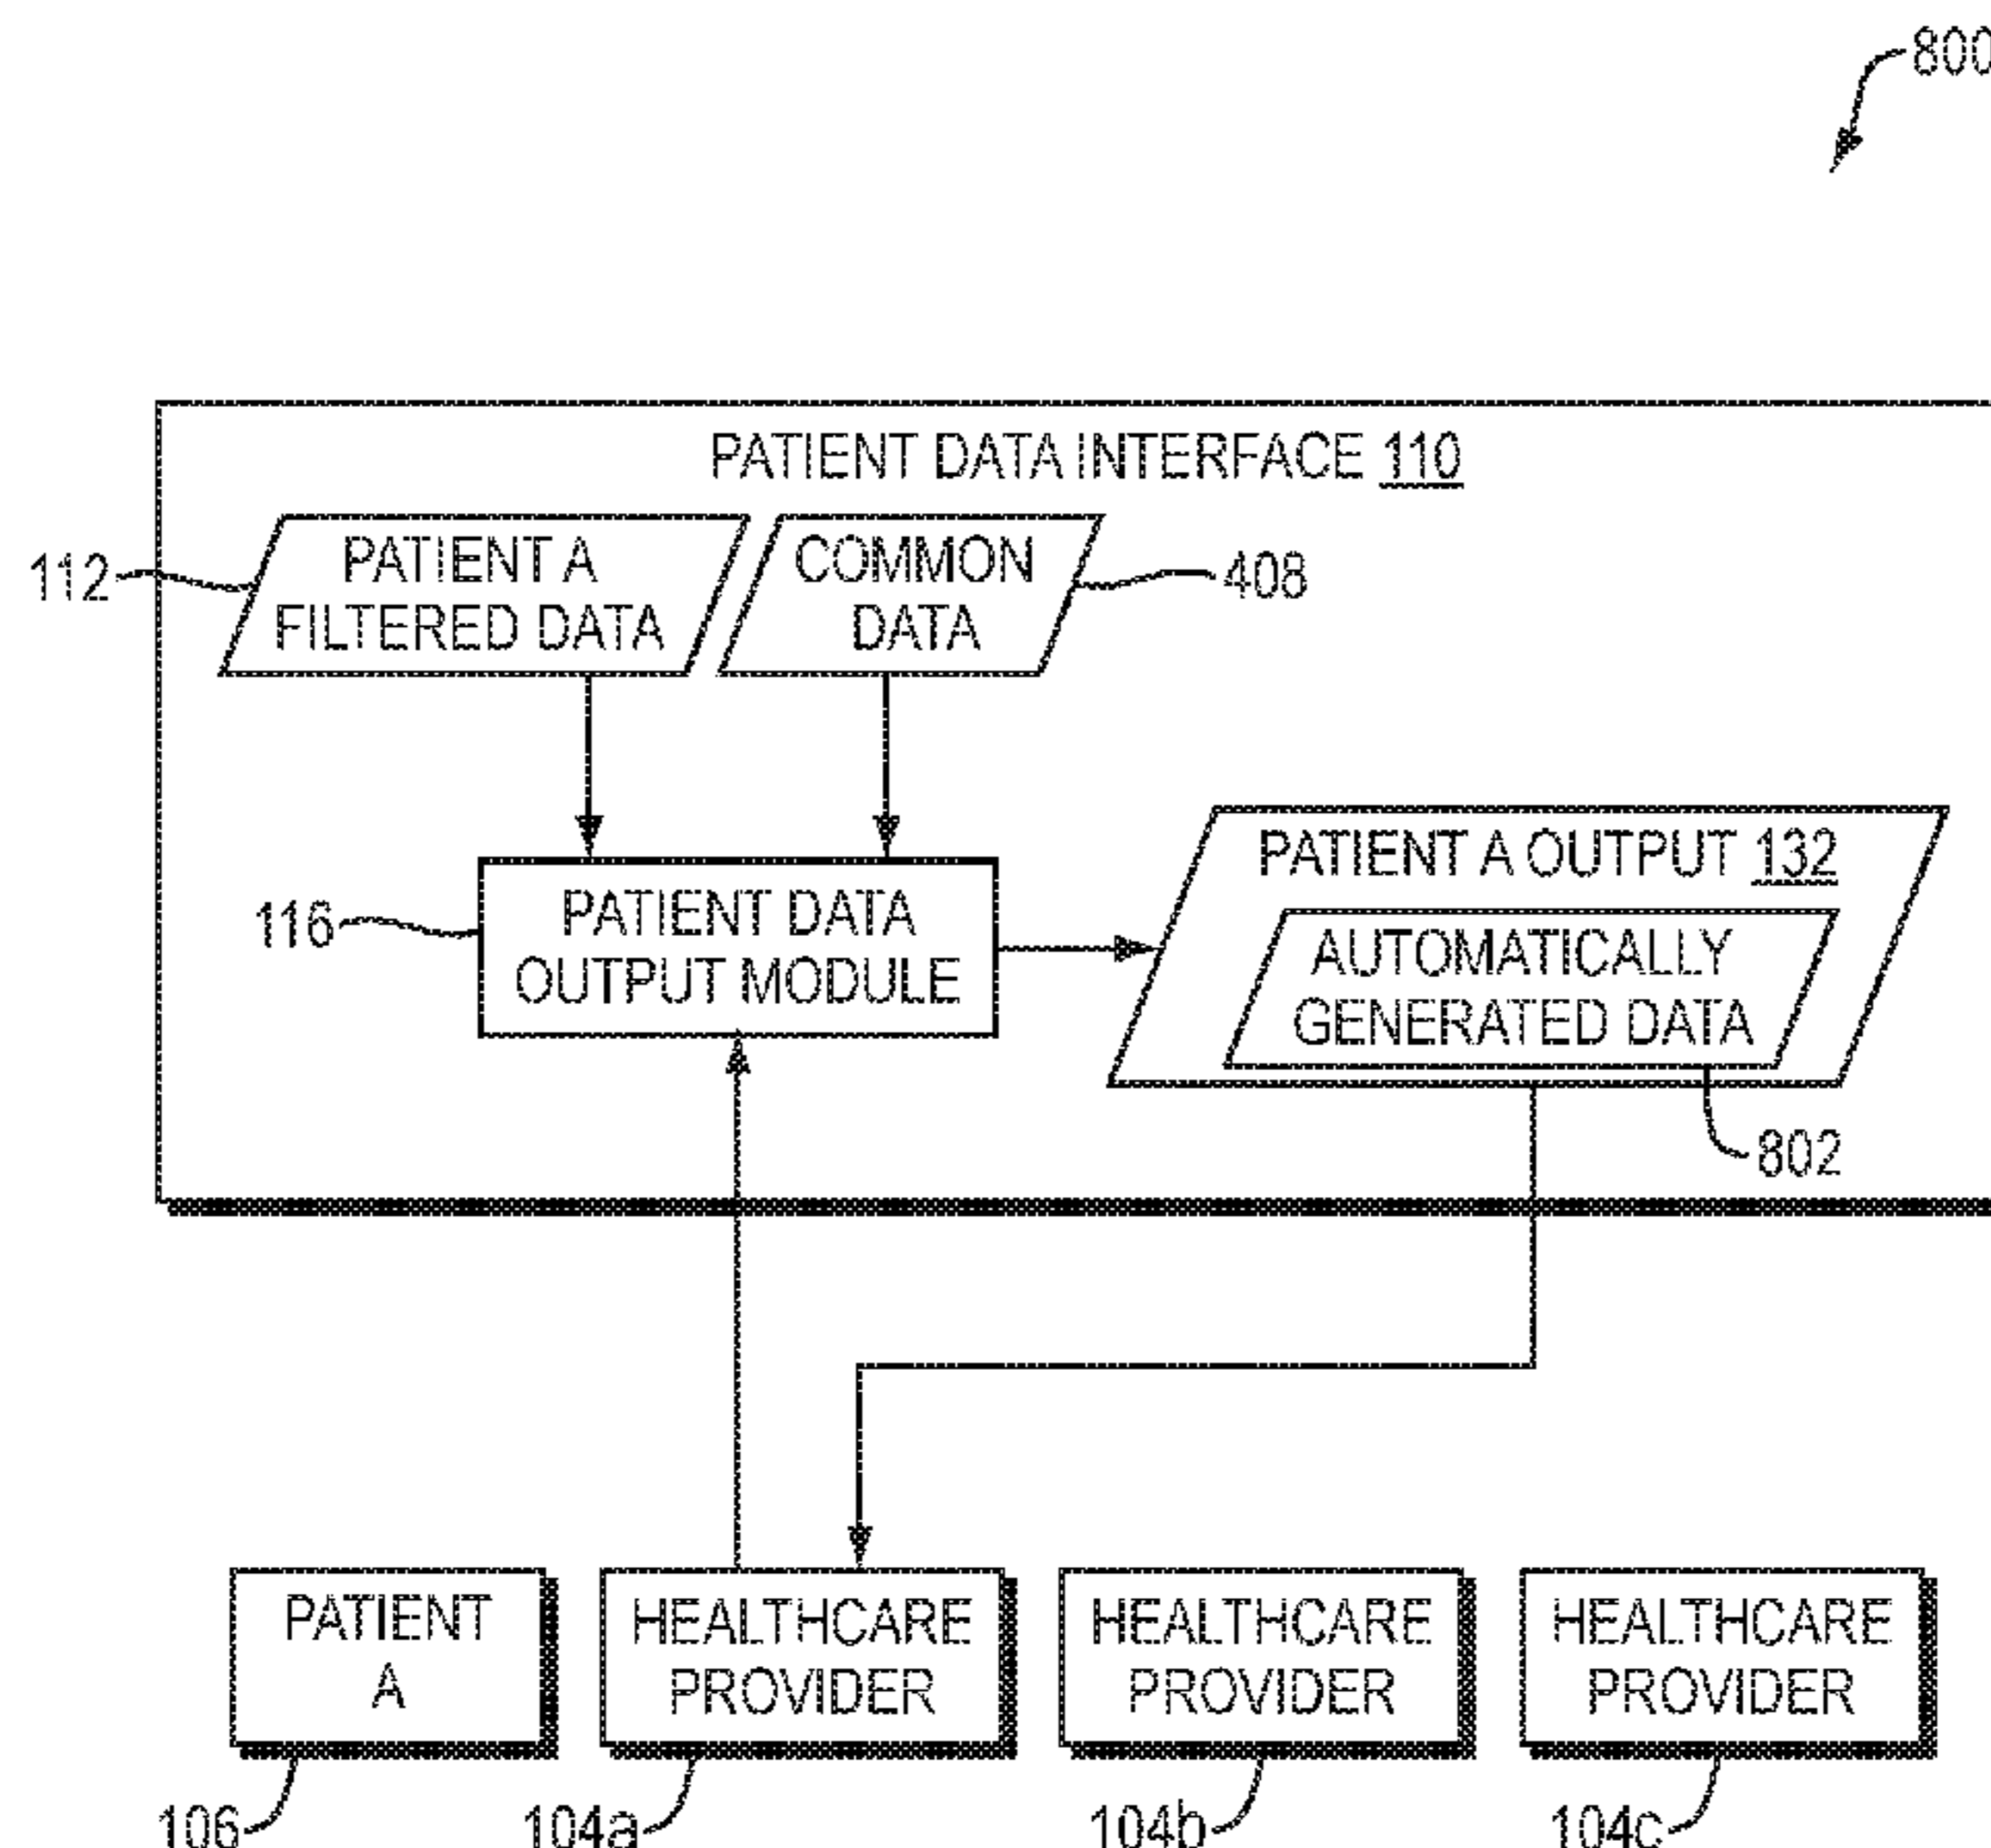 800
PATIENT DATA INTERFACE 110
112
PATIENT A
FILTERED DATA
COMMON
DATA
408
116
PATIENT DATA
OUTPUT MODULE
PATIENT A OUTPUT 132
AUTOMATICALLY
GENERATED DATA
802
PATIENT
A
HEALTHCARE
PROVIDER
HEALTHCARE
PROVIDER
HEALTHCARE
PROVIDER
106
104a
104b
104c